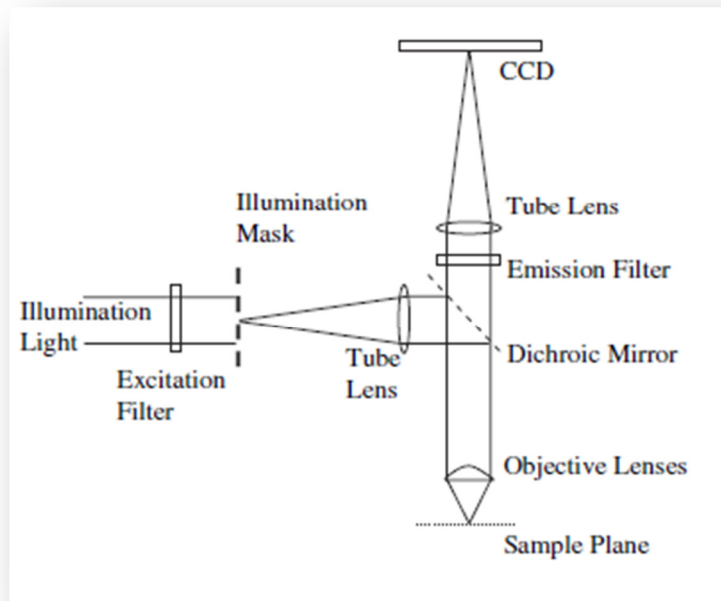 CCD
Illumination
Mask
Tube Lens
Emission Filter
Illumination
Light
Tube
Lens
Dichroic Mirror
Excitation
Filter
Objective Lenses
Sample Plane